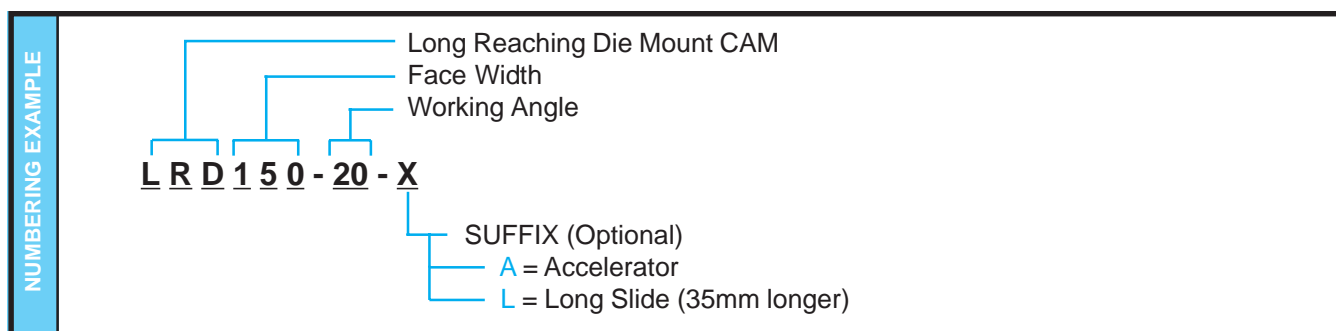 NUMBERING EXAMPLE
Long Reaching Die Mount CAM
Face Width
Working Angle
L R D 1 5 0 - 20 - X
SUFFIX (Optional)
A = Accelerator
L = Long Slide (35mm longer)